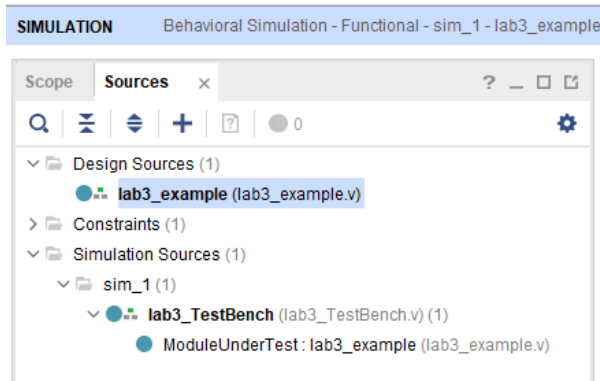 SIMULATION Behavioral Simulation - Functional - sim_1 - lab3_example
Scope Sources × ?
? 0
Design Sources (1)
lab3_example (lab3_example.v)
Constraints (1)
Simulation Sources (1)
sim_1 (1)
lab3_TestBench (lab3_TestBench.v) (1)
ModuleUnderTest : lab3_example (lab3_example.v)